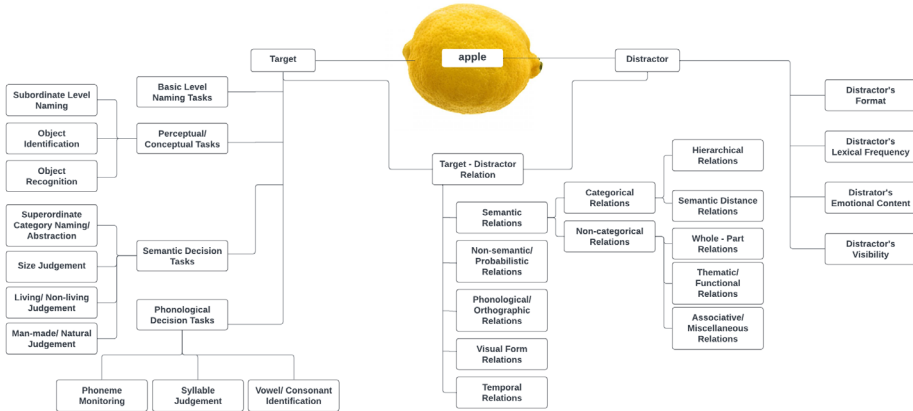 apple
Target
Distractor
Basic Level
Naming Tasks
Perceptual/
Conceptual Tasks
Subordinate Level
Naming
Object
Identification
Object
Recognition
Superordinate
Category Naming/
Abstraction
Size Judgement
Living/ Non-living
Judgement
Man-made/ Natural
Judgement
Semantic Decision
Tasks
Phonological
Decision Tasks
Phoneme
Monitoring
Syllable
Judgement
Vowel/ Consonant
Identification
Target - Distractor
Relation
Semantic
Relations
Non-semantic/
Probabilistic
Relations
Phonological/
Orthographic
Relations
Visual Form
Relations
Temporal
Relations
Categorical
Relations
Non-categorical
Relations
Hierarchical
Relations
Semantic Distance
Relations
Whole - Part
Relations
Thematic/
Functional
Relations
Associative/
Miscellaneous
Relations
Distractor's
Format
Distractor's
Lexical Frequency
Distrator's
Emotional Content
Distractor's
Visibility